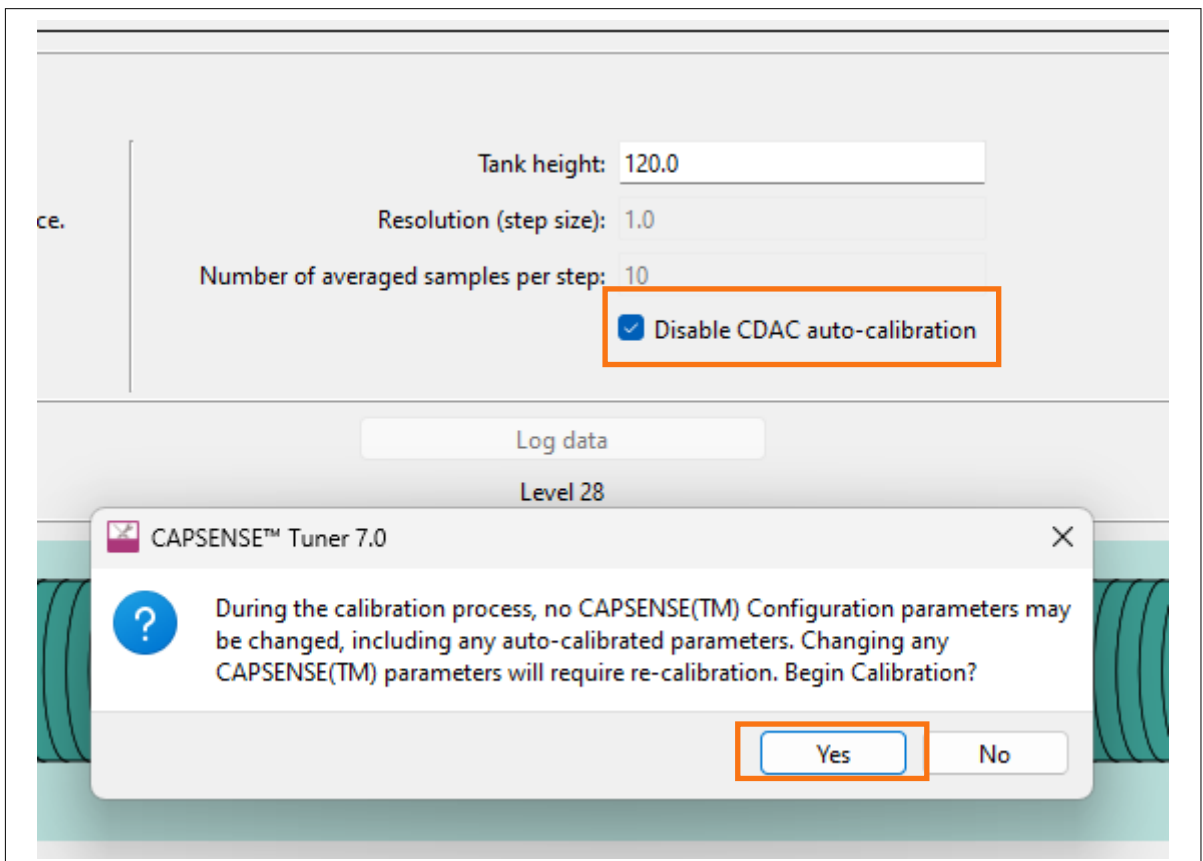 Tank height: 120.0
ce.
Resolution (step size): 1.0
Number of averaged samples per step: 10
Disable CDAC auto-calibration
Log data
Level 28
CAPSENSE™ Tuner 7.0
During the calibration process, no CAPSENSE(TM) Configuration parameters may
be changed, including any auto-calibrated parameters. Changing any
CAPSENSE(TM) parameters will require re-calibration. Begin Calibration?
Yes No